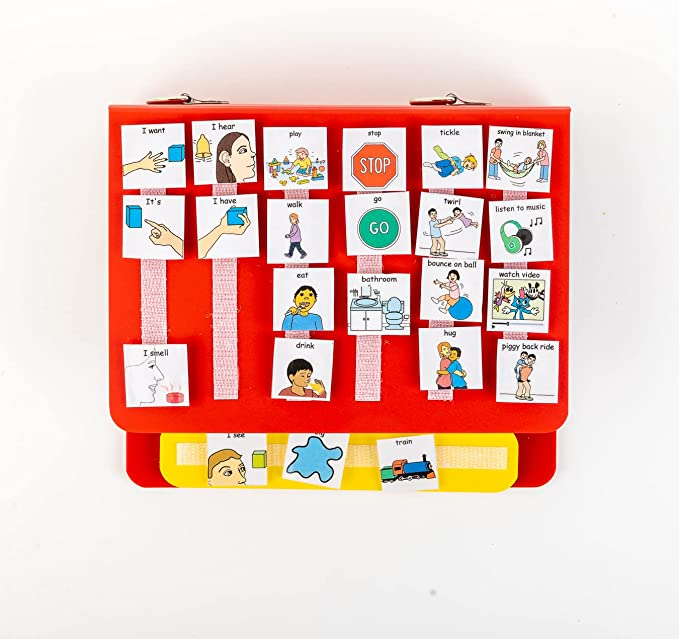 I want
I hear
play
stop
STOP
tickle
swing in blanket
It's
I have
walk
go
GO
twirl
listen to music
eat
bathroom
bounce on ball
watch video
I smell
drink
hug
piggy back ride
I see
train